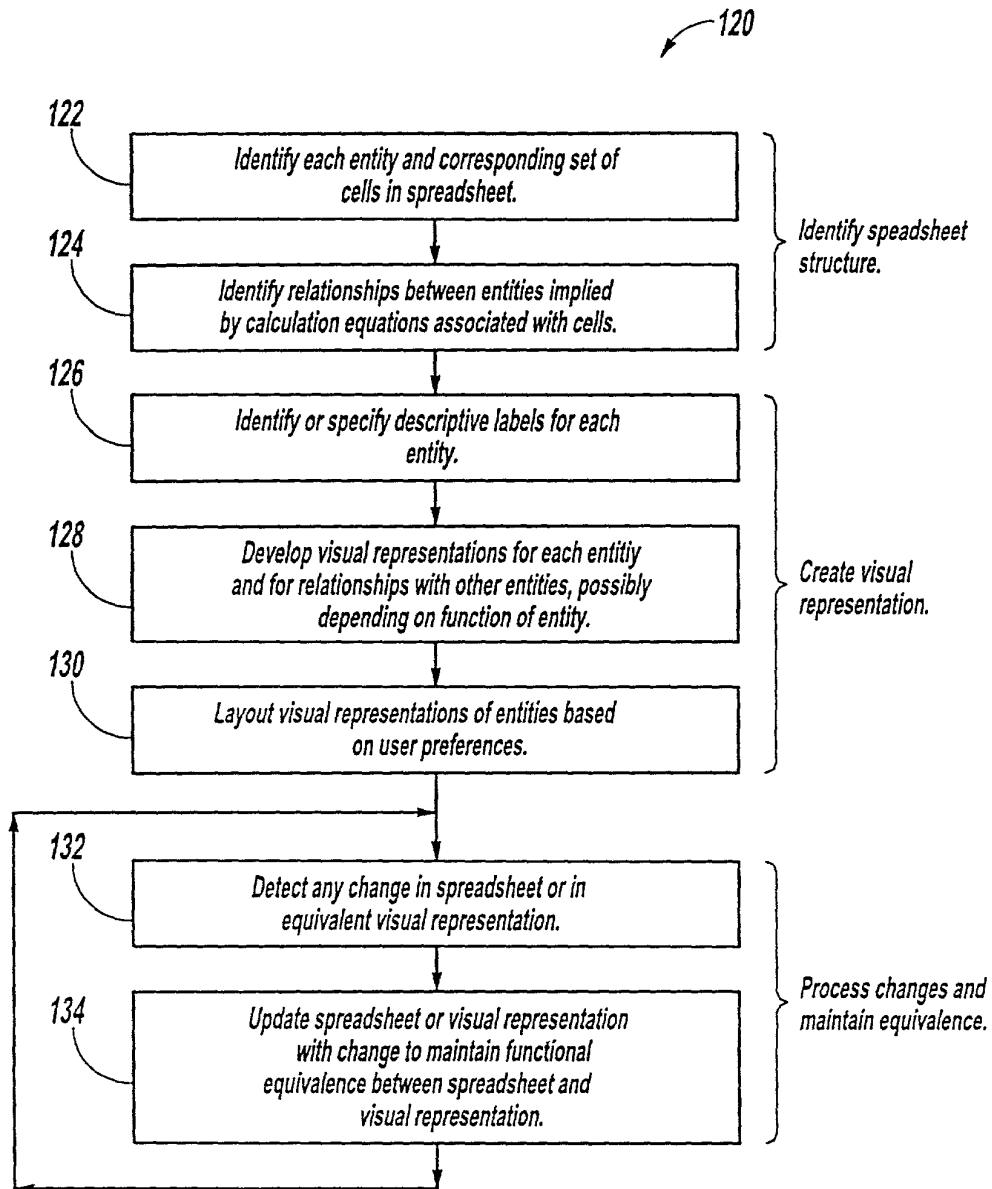 120
122
Identify each entity and corresponding set of
cells in spreadsheet.
124
Identify relationships between entities implied
by calculation equations associated with cells.
Identify speadsheet
structure.
126
Identify or specify descriptive labels for each
entity.
128
Develop visual representations for each entitiy
and for relationships with other entities, possibly
depending on function of entity.
130
Layout visual representations of entities based
on user preferences.
Create visual
representation.
132
Detect any change in spreadsheet or in
equivalent visual representation.
134
Update spreadsheet or visual representation
with change to maintain functional
equivalence between spreadsheet and
visual representation.
Process changes and
maintain equivalence.